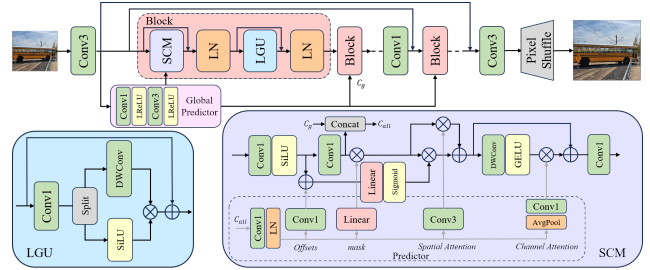 Block
Conv3
SCM
LN
LGU
LN
Block
Conv1
Block
Conv3
Pixel
Shuffle
Conv1
LReLU
Conv3
LReLU
Global
Predictor
C_g
C_g
Concat
C_all
Conv1
SiLU
Conv1
Linear
Sigmoid
DWConv
GELU
Conv1
Conv1
Split
DWConv
SiLU
LGU
C_all
Conv1
LN
Conv1
Linear
Conv3
Conv1
AvgPool
Offsets
mask
Spatial Attention
Channel Attention
Predictor
SCM